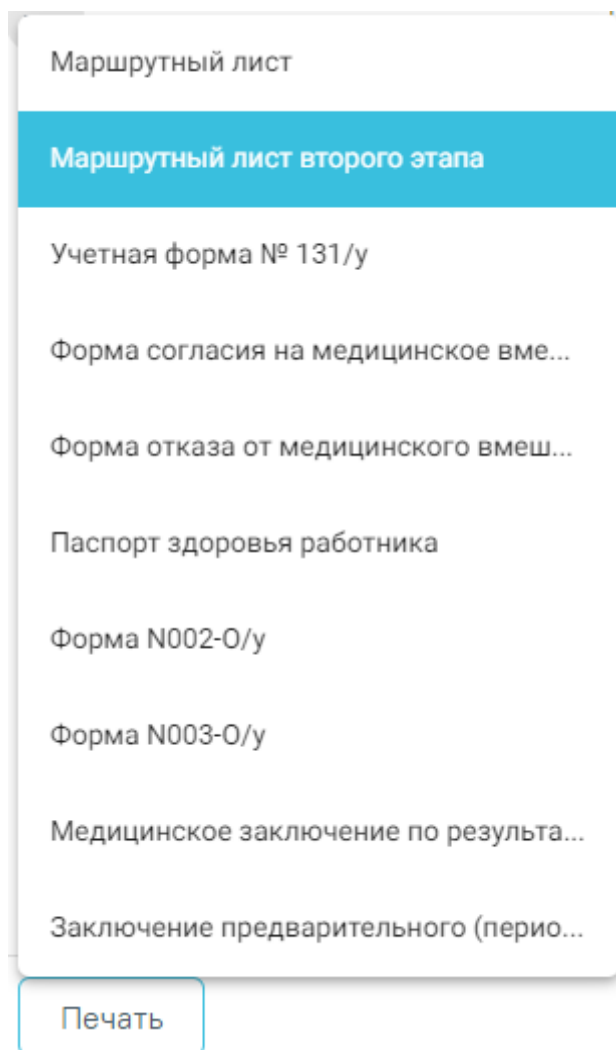 Маршрутный лист
Маршрутный лист второго этапа
Учетная форма № 131/у
Форма согласия на медицинское вме...
Форма отказа от медицинского вмеш...
Паспорт здоровья работника
Форма N002-О/у
Форма N003-О/у
Медицинское заключение по результа...
Заключение предварительного (перио...
Печать